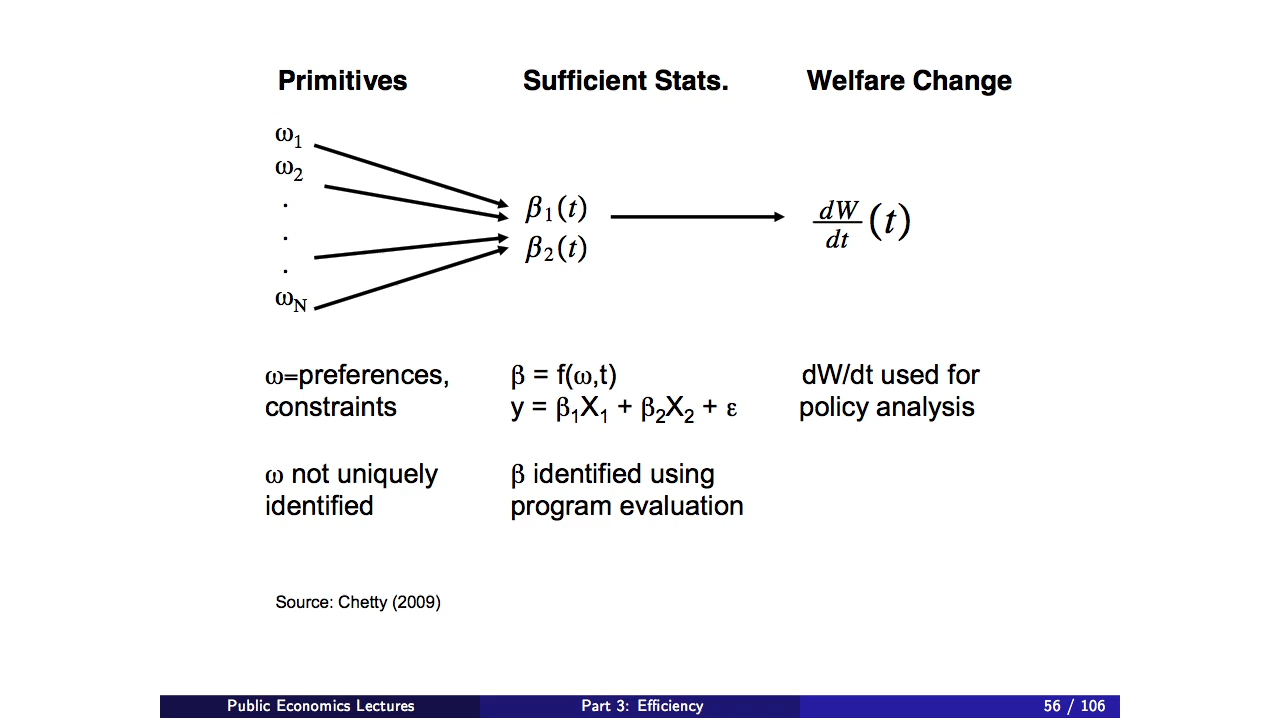 Primitives Sufficient Stats. Welfare Change
ω1
ω2
.
.
.
ωN
β1(t)
β2(t)
dW/dt (t)
ω=preferences,
constraints
β = f(ω,t)
y = β1X1 + β2X2 + ε
dW/dt used for
policy analysis
ω not uniquely
identified
β identified using
program evaluation
Source: Chetty (2009)
Public Economics Lectures Part 3: Efficiency 56 / 106